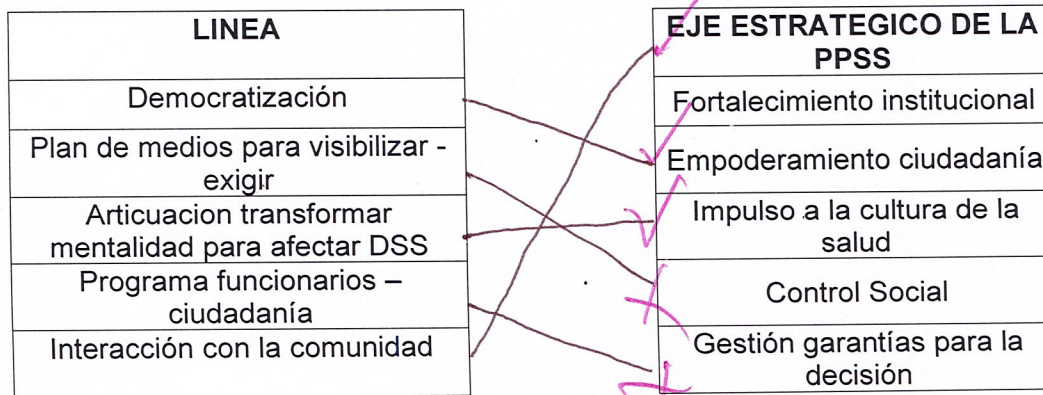 LINEA
EJE ESTRATEGICO DE LA
PPSS
Democratización
Fortalecimiento institucional
Plan de medios para visibilizar -
exigir
Empoderamiento ciudadanía
Articuacion transformar
mentalidad para afectar DSS
Impulso a la cultura de la
salud
Programa funcionarios –
ciudadanía
Control Social
Interacción con la comunidad
Gestión garantías para la
decisión